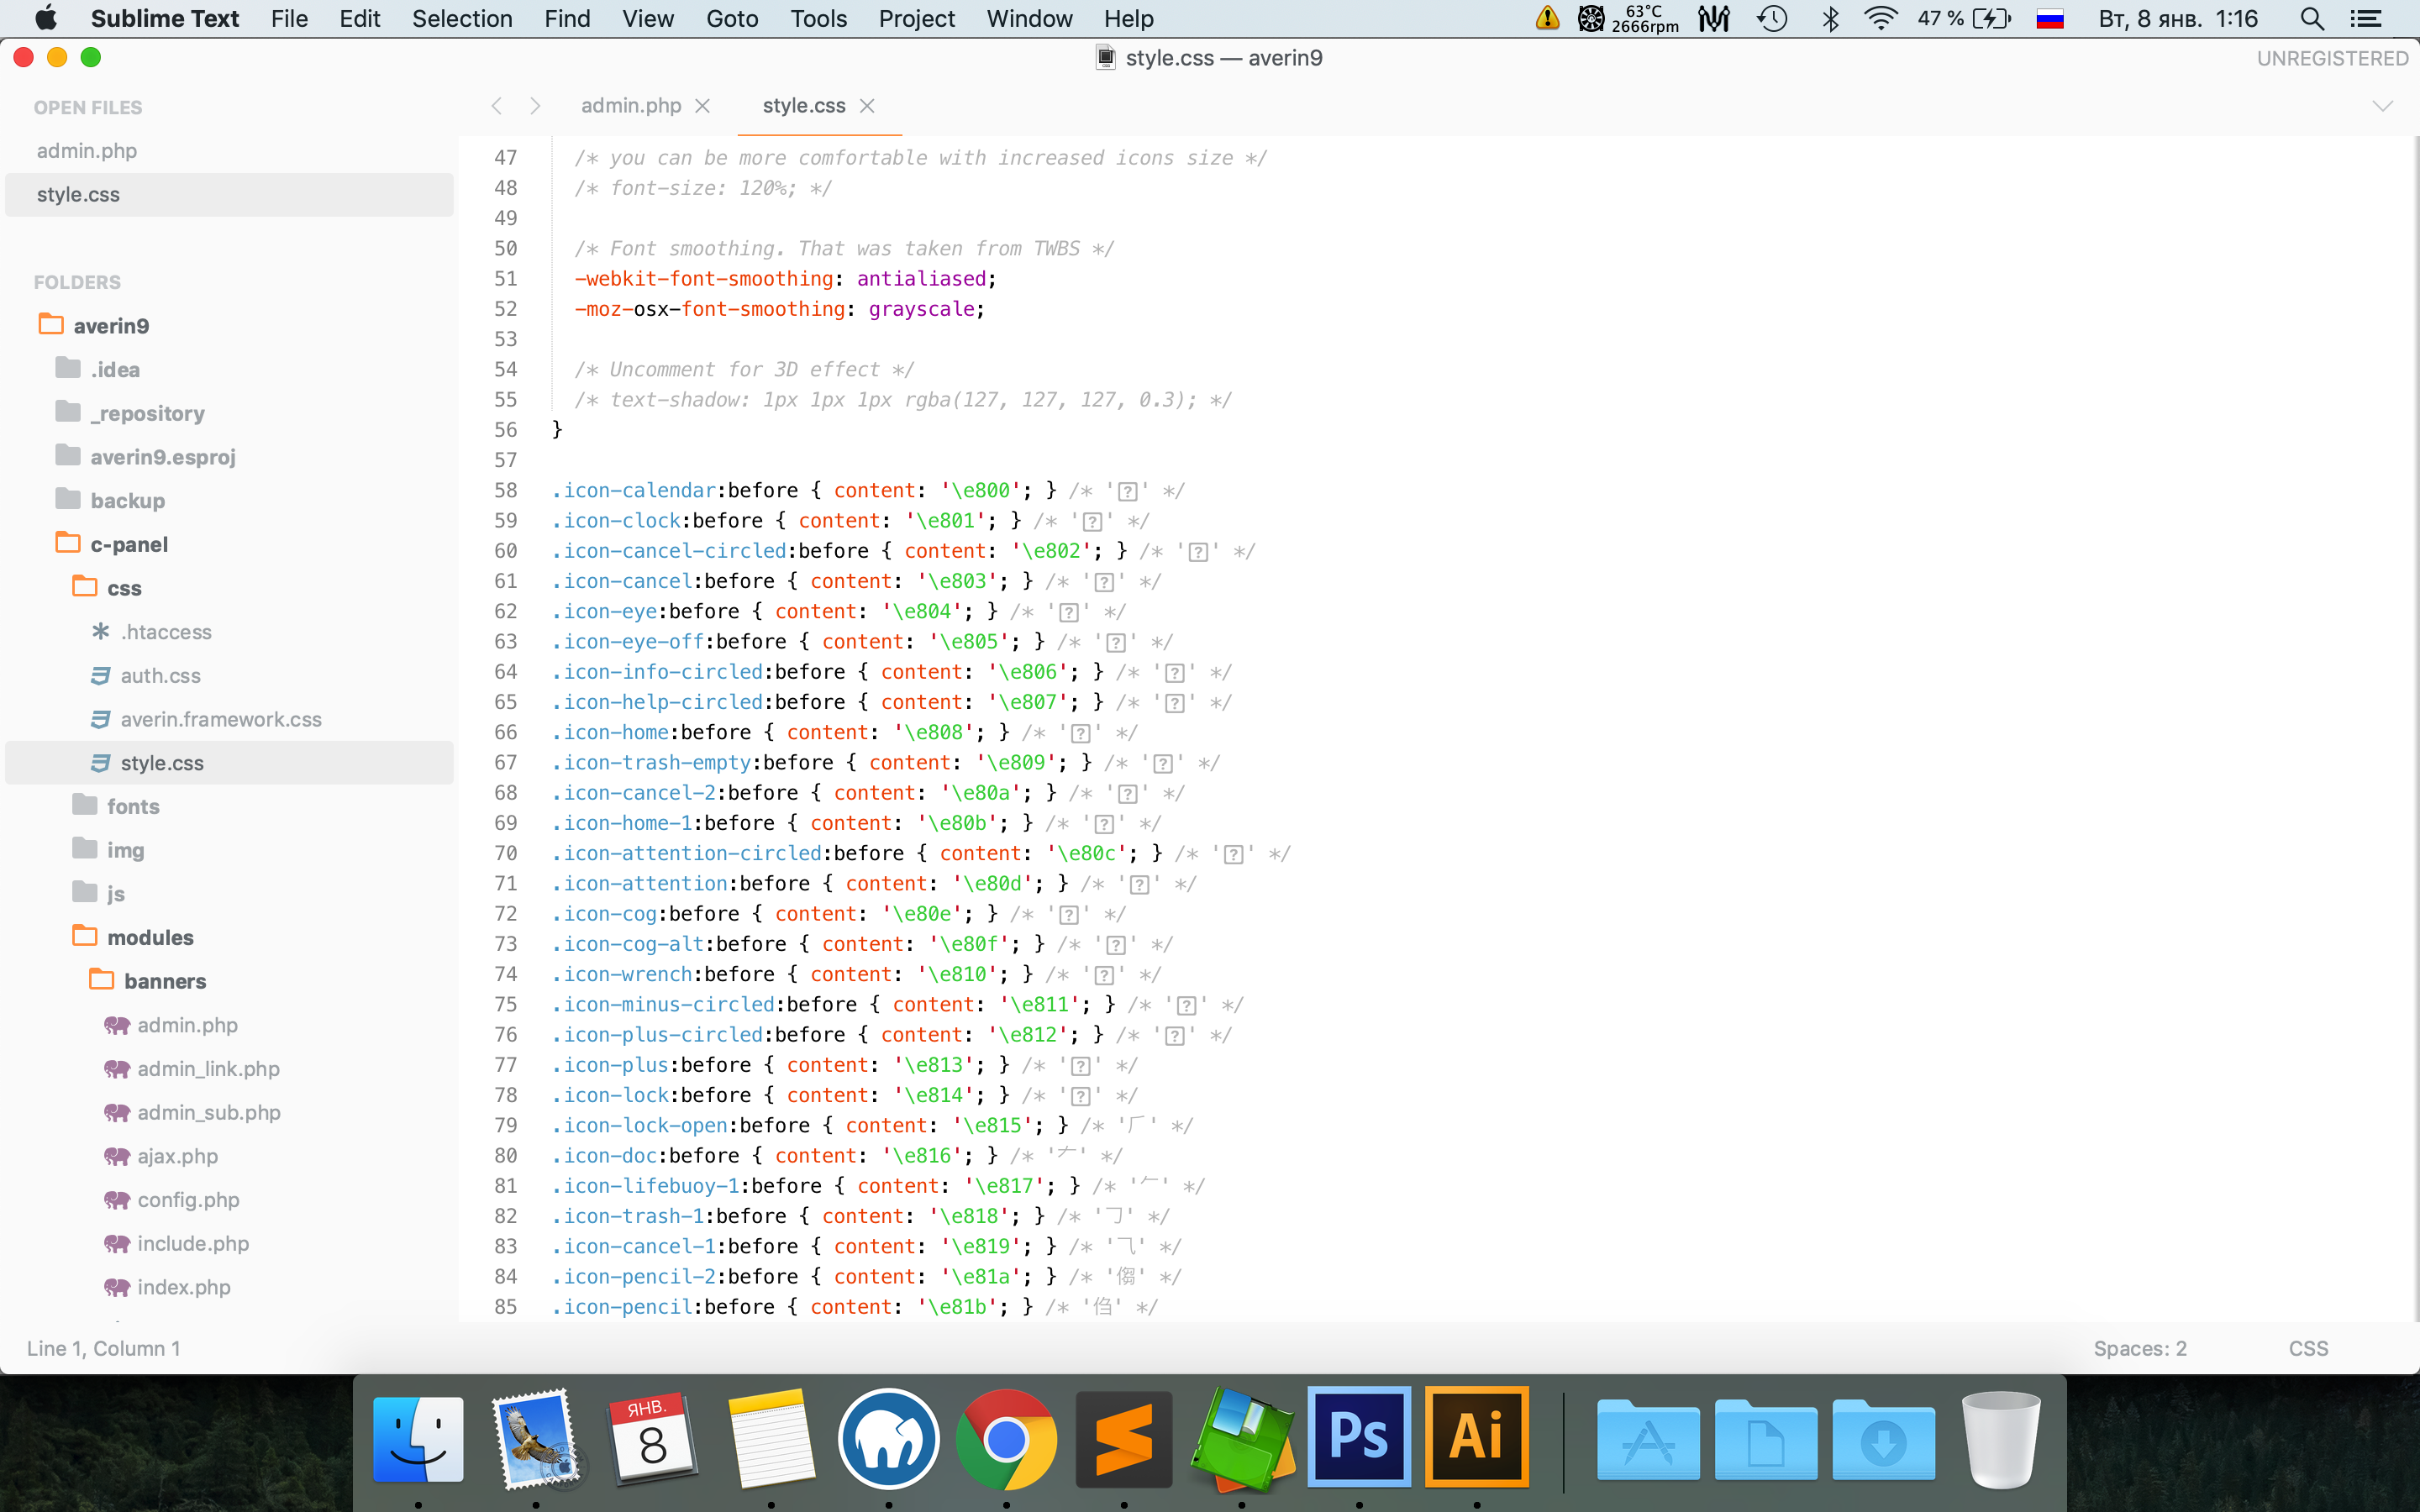 Sublime Text File Edit Selection Find View Goto Tools Project Window Help 63°C 2666rpm 47 % Вт, 8 янв. 1:16
style.css — averin9 UNREGISTERED
OPEN FILES
admin.php
style.css
FOLDERS
averin9
.idea
_repository
averin9.esproj
backup
c-panel
css
.htaccess
auth.css
averin.framework.css
style.css
fonts
img
js
modules
banners
admin.php
admin_link.php
admin_sub.php
ajax.php
config.php
include.php
index.php
admin.php style.css
47 /* you can be more comfortable with increased icons size */
48 /* font-size: 120%; */
49
50 /* Font smoothing. That was taken from TWBS */
51 -webkit-font-smoothing: antialiased;
52 -moz-osx-font-smoothing: grayscale;
53
54 /* Uncomment for 3D effect */
55 /* text-shadow: 1px 1px 1px rgba(127, 127, 127, 0.3); */
56 }
57
58 .icon-calendar:before { content: '\e800'; } /* '?' */
59 .icon-clock:before { content: '\e801'; } /* '?' */
60 .icon-cancel-circled:before { content: '\e802'; } /* '?' */
61 .icon-cancel:before { content: '\e803'; } /* '?' */
62 .icon-eye:before { content: '\e804'; } /* '?' */
63 .icon-eye-off:before { content: '\e805'; } /* '?' */
64 .icon-info-circled:before { content: '\e806'; } /* '?' */
65 .icon-help-circled:before { content: '\e807'; } /* '?' */
66 .icon-home:before { content: '\e808'; } /* '?' */
67 .icon-trash-empty:before { content: '\e809'; } /* '?' */
68 .icon-cancel-2:before { content: '\e80a'; } /* '?' */
69 .icon-home-1:before { content: '\e80b'; } /* '?' */
70 .icon-attention-circled:before { content: '\e80c'; } /* '?' */
71 .icon-attention:before { content: '\e80d'; } /* '?' */
72 .icon-cog:before { content: '\e80e'; } /* '?' */
73 .icon-cog-alt:before { content: '\e80f'; } /* '?' */
74 .icon-wrench:before { content: '\e810'; } /* '?' */
75 .icon-minus-circled:before { content: '\e811'; } /* '?' */
76 .icon-plus-circled:before { content: '\e812'; } /* '?' */
77 .icon-plus:before { content: '\e813'; } /* '?' */
78 .icon-lock:before { content: '\e814'; } /* '?' */
79 .icon-lock-open:before { content: '\e815'; } /* '⺁' */
80 .icon-doc:before { content: '\e816'; } /* '' */
81 .icon-lifebuoy-1:before { content: '\e817'; } /* '' */
82 .icon-trash-1:before { content: '\e818'; } /* '' */
83 .icon-cancel-1:before { content: '\e819'; } /* '⺄' */
84 .icon-pencil-2:before { content: '\e81a'; } /* '㑳' */
85 .icon-pencil:before { content: '\e81b'; } /* '㑇' */
Line 1, Column 1 Spaces: 2 CSS
ЯНВ.
8
Ps
Ai